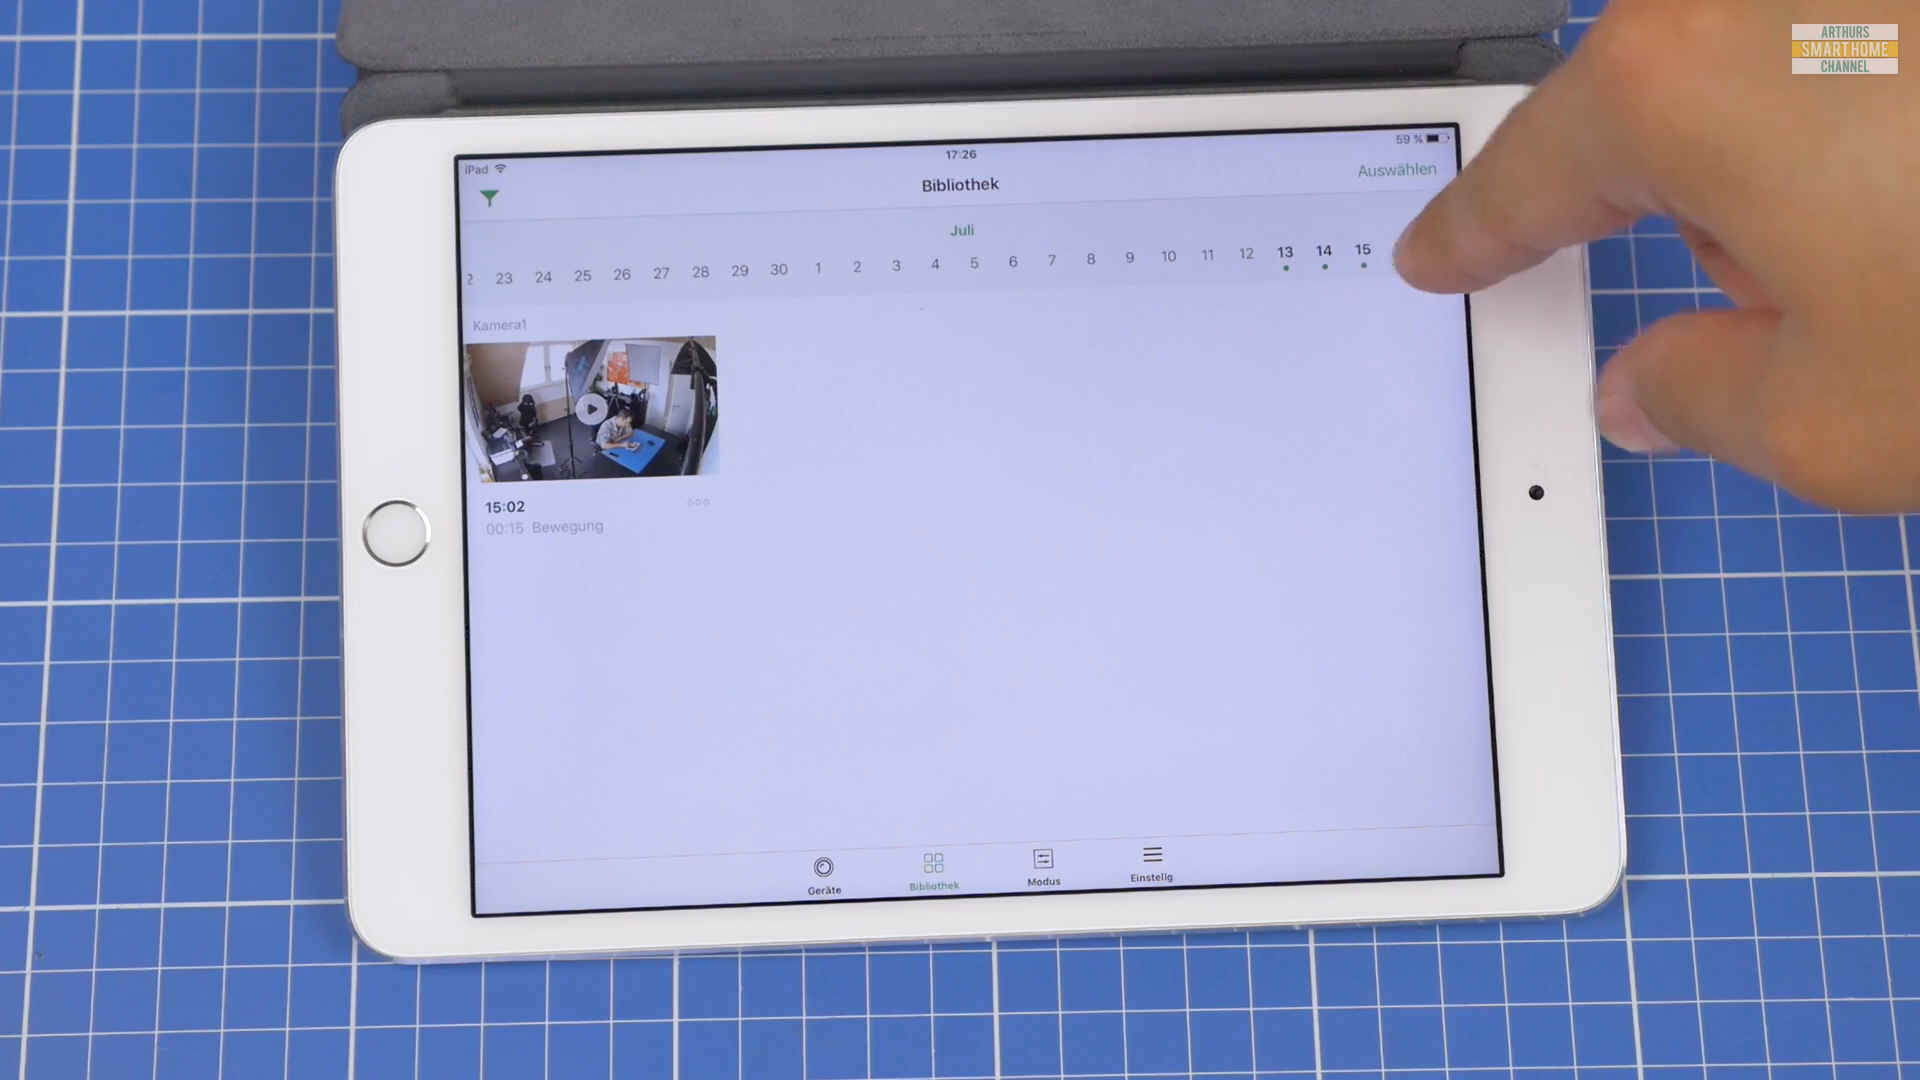 ARTHURS
SMART HOME
CHANNEL
iPad
17:26
59 %
Bibliothek
Auswählen
Juli
2 23 24 25 26 27 28 29 30 1 2 3 4 5 6 7 8 9 10 11 12 13 14 15
Kamera1
15:02
00:15 Bewegung
Geräte
Bibliothek
Modus
Einstellg.